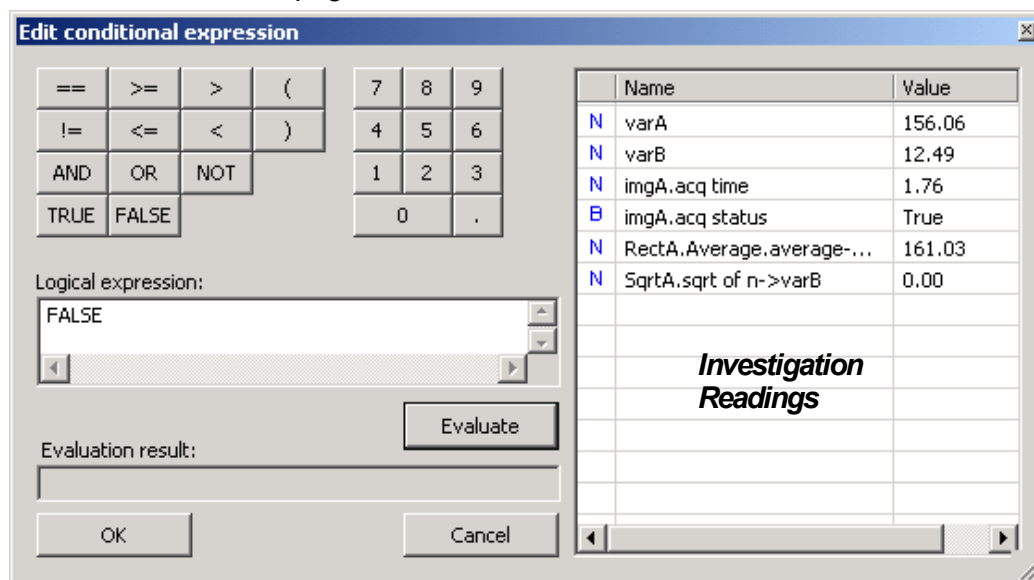 Edit conditional expression
== >= > ( 7 8 9
!= <= < ) 4 5 6
AND OR NOT 1 2 3
TRUE FALSE 0 .
Logical expression:
FALSE
Evaluate
Evaluation result:
OK Cancel
Name Value
N varA 156.06
N varB 12.49
N imgA.acq time 1.76
B imgA.acq status True
N RectA.Average.average-... 161.03
N SqrtA.sqrt of n->varB 0.00
Investigation
Readings